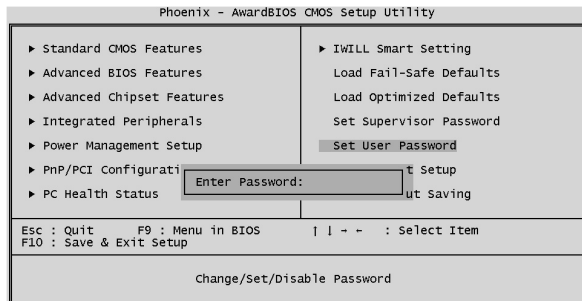 Phoenix - AwardBIOS CMOS Setup Utility
▶ Standard CMOS Features
▶ Advanced BIOS Features
▶ Advanced Chipset Features
▶ Integrated Peripherals
▶ Power Management Setup
▶ PnP/PCI Configurati
▶ PC Health Status
▶ IWILL Smart Setting
Load Fail-Safe Defaults
Load Optimized Defaults
Set Supervisor Password
Set User Password
t Setup
ut Saving
Enter Password:
Esc : Quit F9 : Menu in BIOS ↑ ↓ → ← : Select Item
F10 : Save & Exit Setup
Change/Set/Disable Password